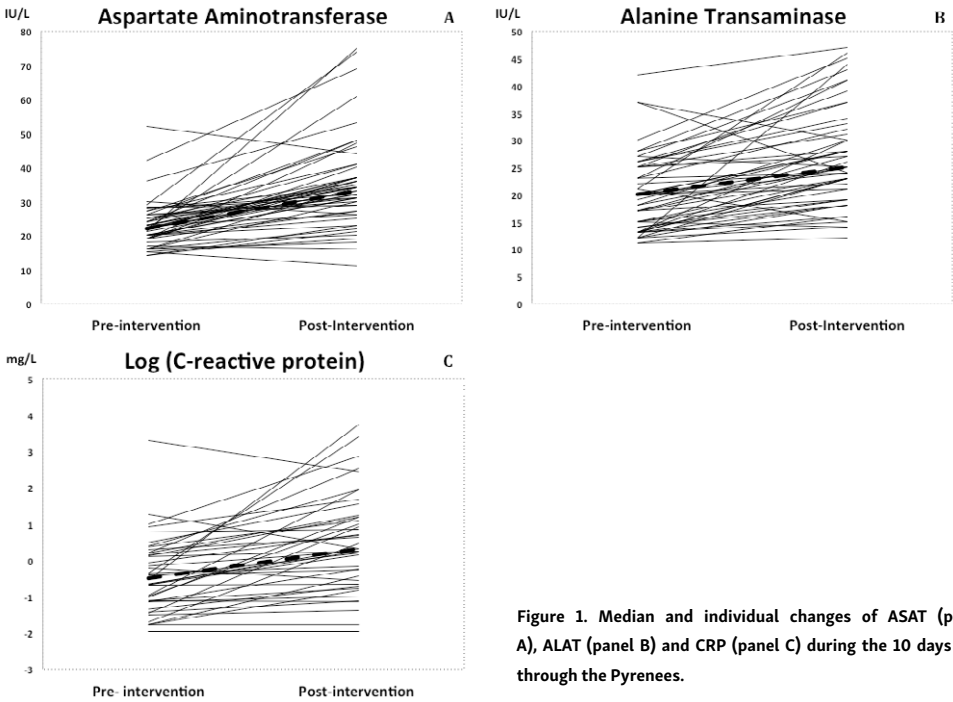 IU/L
Aspartate Aminotransferase
A
80
70
60
50
40
30
20
10
0
Pre-intervention
Post-Intervention
IU/L
Alanine Transaminase
B
50
45
40
35
30
25
20
15
10
5
0
Pre-intervention
Post-Intervention
mg/L
Log (C-reactive protein)
C
5
4
3
2
1
0
-1
-2
-3
Pre- intervention
Post-intervention
Figure 1. Median and individual changes of ASAT (p
A), ALAT (panel B) and CRP (panel C) during the 10 days
through the Pyrenees.